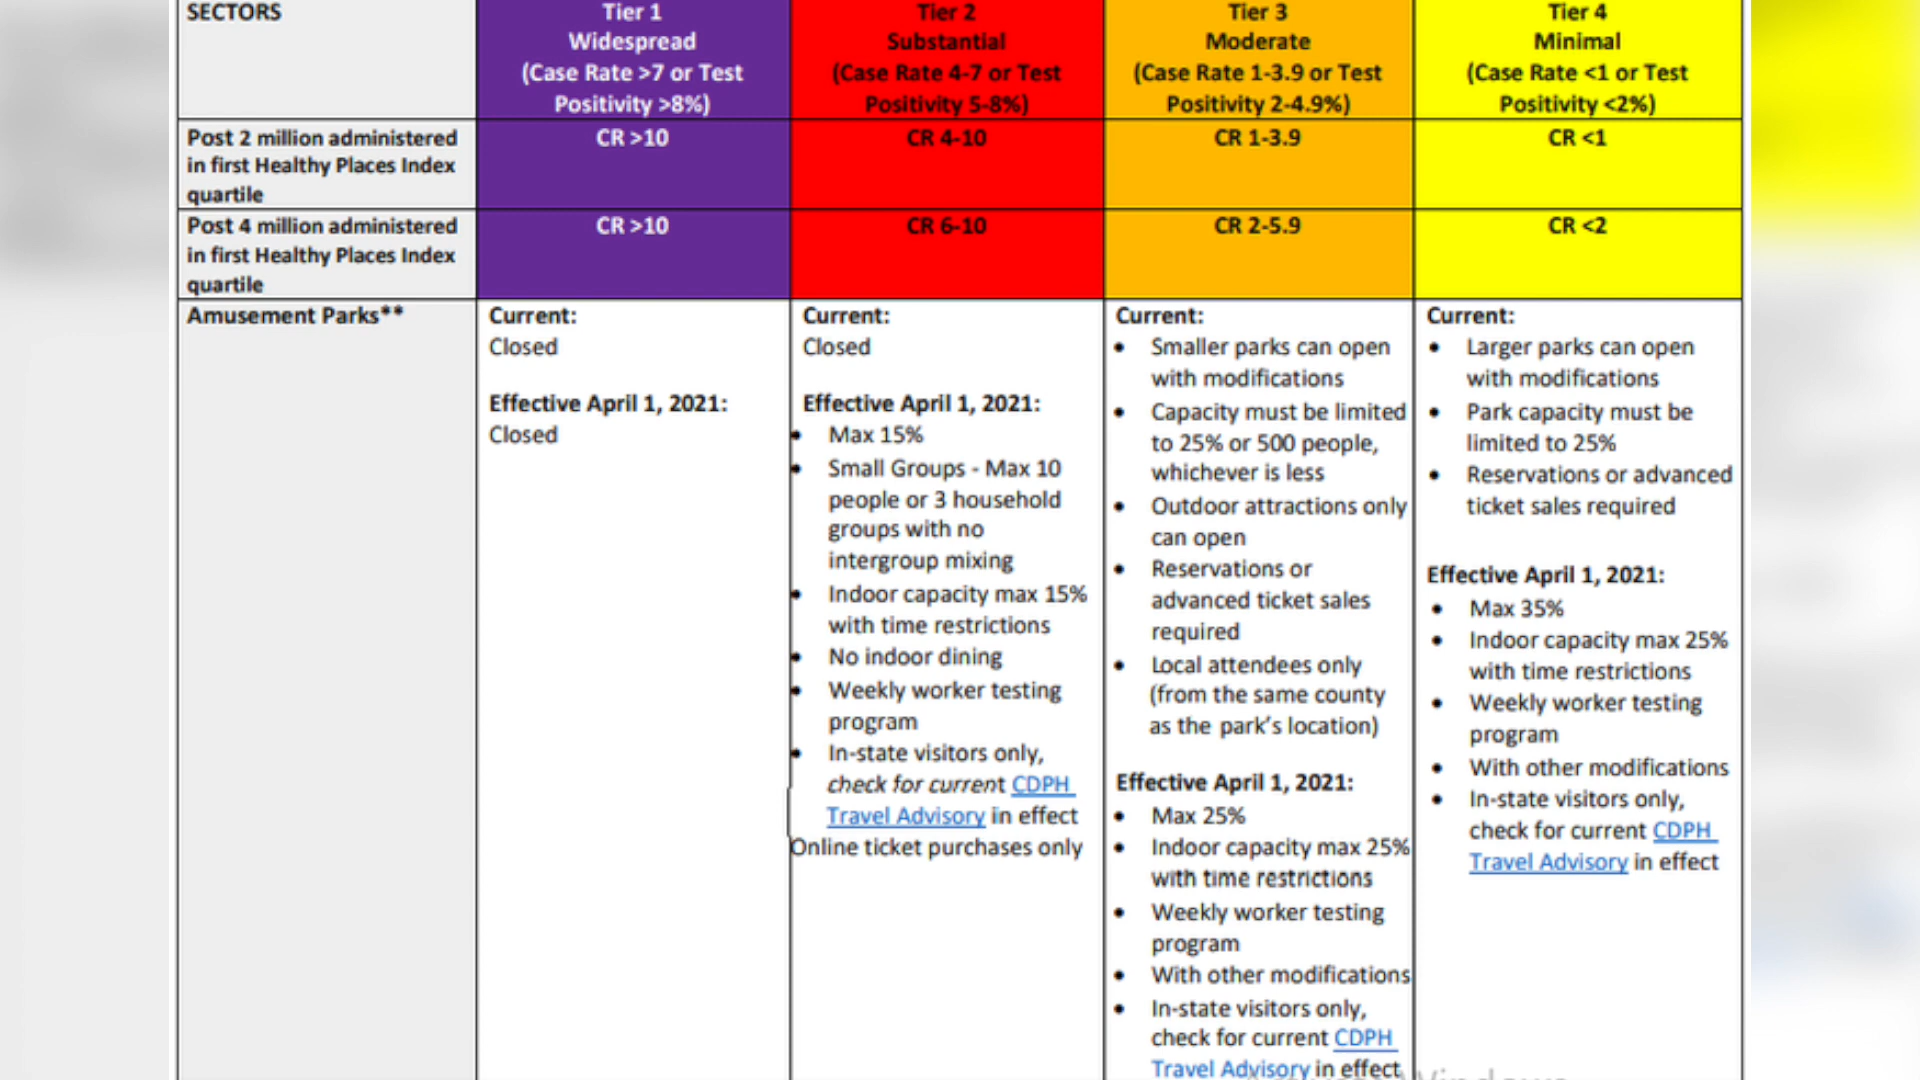 SECTORS
Tier 1
Widespread
(Case Rate >7 or Test
Positivity >8%)
Tier 2
Substantial
(Case Rate 4-7 or Test
Positivity 5-8%)
Tier 3
Moderate
(Case Rate 1-3.9 or Test
Positivity 2-4.9%)
Tier 4
Minimal
(Case Rate <1 or Test
Positivity <2%)
Post 2 million administered
in first Healthy Places Index
quartile
CR >10
CR 4-10
CR 1-3.9
CR <1
Post 4 million administered
in first Healthy Places Index
quartile
CR >10
CR 6-10
CR 2-5.9
CR <2
Amusement Parks**
Current:
Closed
Effective April 1, 2021:
Closed
Current:
Closed
Effective April 1, 2021:
• Max 15%
• Small Groups - Max 10
people or 3 household
groups with no
intergroup mixing
• Indoor capacity max 15%
with time restrictions
• No indoor dining
• Weekly worker testing
program
• In-state visitors only,
check for current CDPH
Travel Advisory in effect
Online ticket purchases only
Current:
• Smaller parks can open
with modifications
• Capacity must be limited
to 25% or 500 people,
whichever is less
• Outdoor attractions only
can open
• Reservations or
advanced ticket sales
required
• Local attendees only
(from the same county
as the park's location)
Effective April 1, 2021:
• Max 25%
• Indoor capacity max 25%
with time restrictions
• Weekly worker testing
program
• With other modifications
• In-state visitors only,
check for current CDPH
Travel Advisory in effect
Current:
• Larger parks can open
with modifications
• Park capacity must be
limited to 25%
• Reservations or advanced
ticket sales required
Effective April 1, 2021:
• Max 35%
• Indoor capacity max 25%
with time restrictions
• Weekly worker testing
program
• With other modifications
• In-state visitors only,
check for current CDPH
Travel Advisory in effect